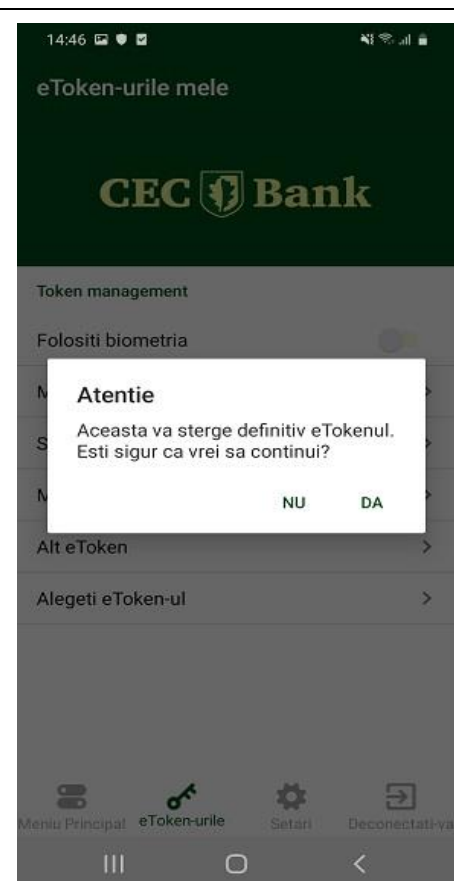 14:46
eToken-urile mele
CEC Bank
Token management
Folositi biometria
M
Atentie
Aceasta va sterge definitiv eTokenul.
S
Esti sigur ca vrei sa continui?
M
NU DA
Alt eToken
Alegeti eToken-ul
Meniu Principal eToken-urile Setari Deconectati-va